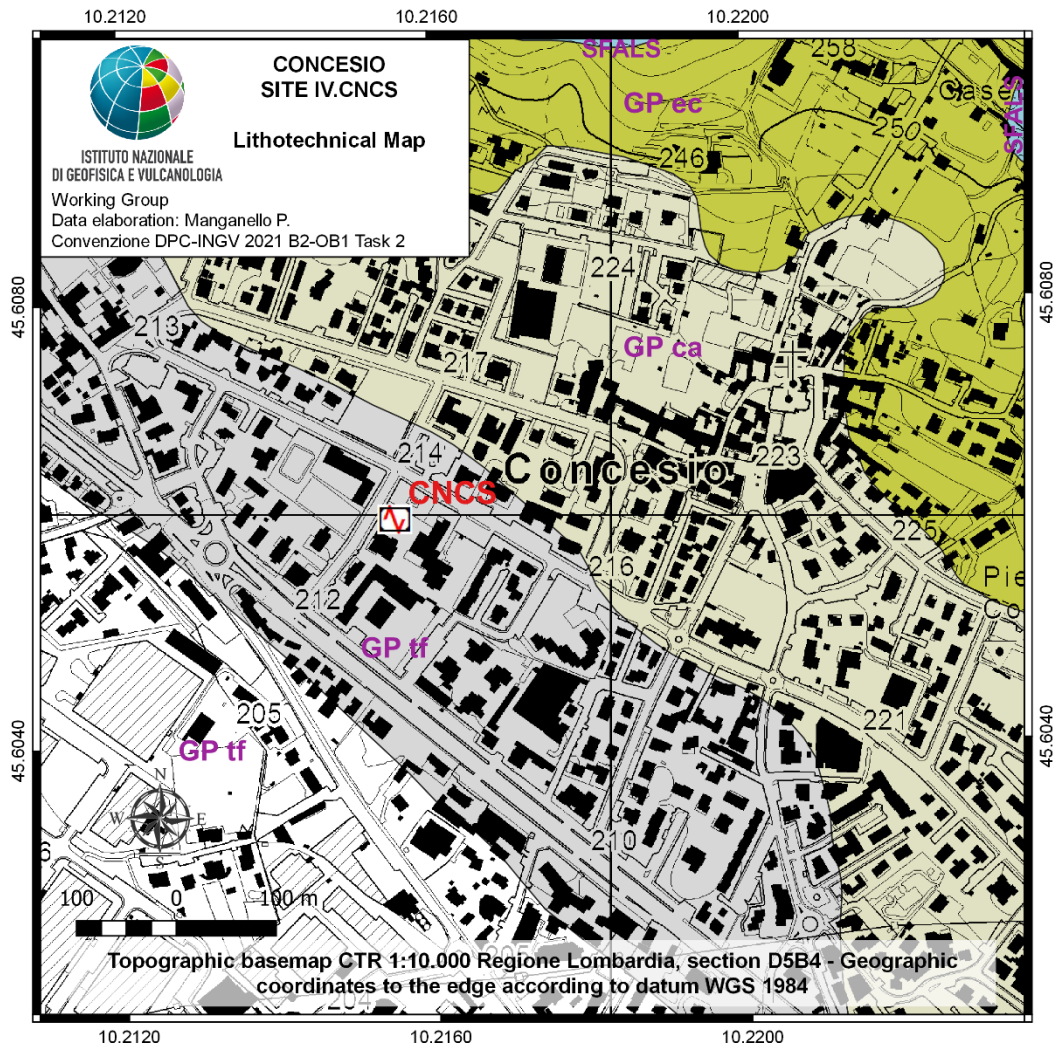 10.2120
10.2160
10.2200
CONCESIO
SITE IV.CNCS
Lithotechnical Map
ISTITUTO NAZIONALE
DI GEOFISICA E VULCANOLOGIA
Working Group
Data elaboration: Manganello P.
Convenzione DPC-INGV 2021 B2-OB1 Task 2
SFALS
258
GP ec
Case
SFALS
250
246
224
45.6080
45.6080
213
GP ca
217
214
Concesio
223
CNCS
225
216
Pie
212
GP tf
205
221
45.6040
45.6040
GP tf
N
W
E
S
210
6
100
0
100 m
Topographic basemap CTR 1:10.000 Regione Lombardia, section D5B4 - Geographic
coordinates to the edge according to datum WGS 1984
204
10.2120
10.2160
10.2200